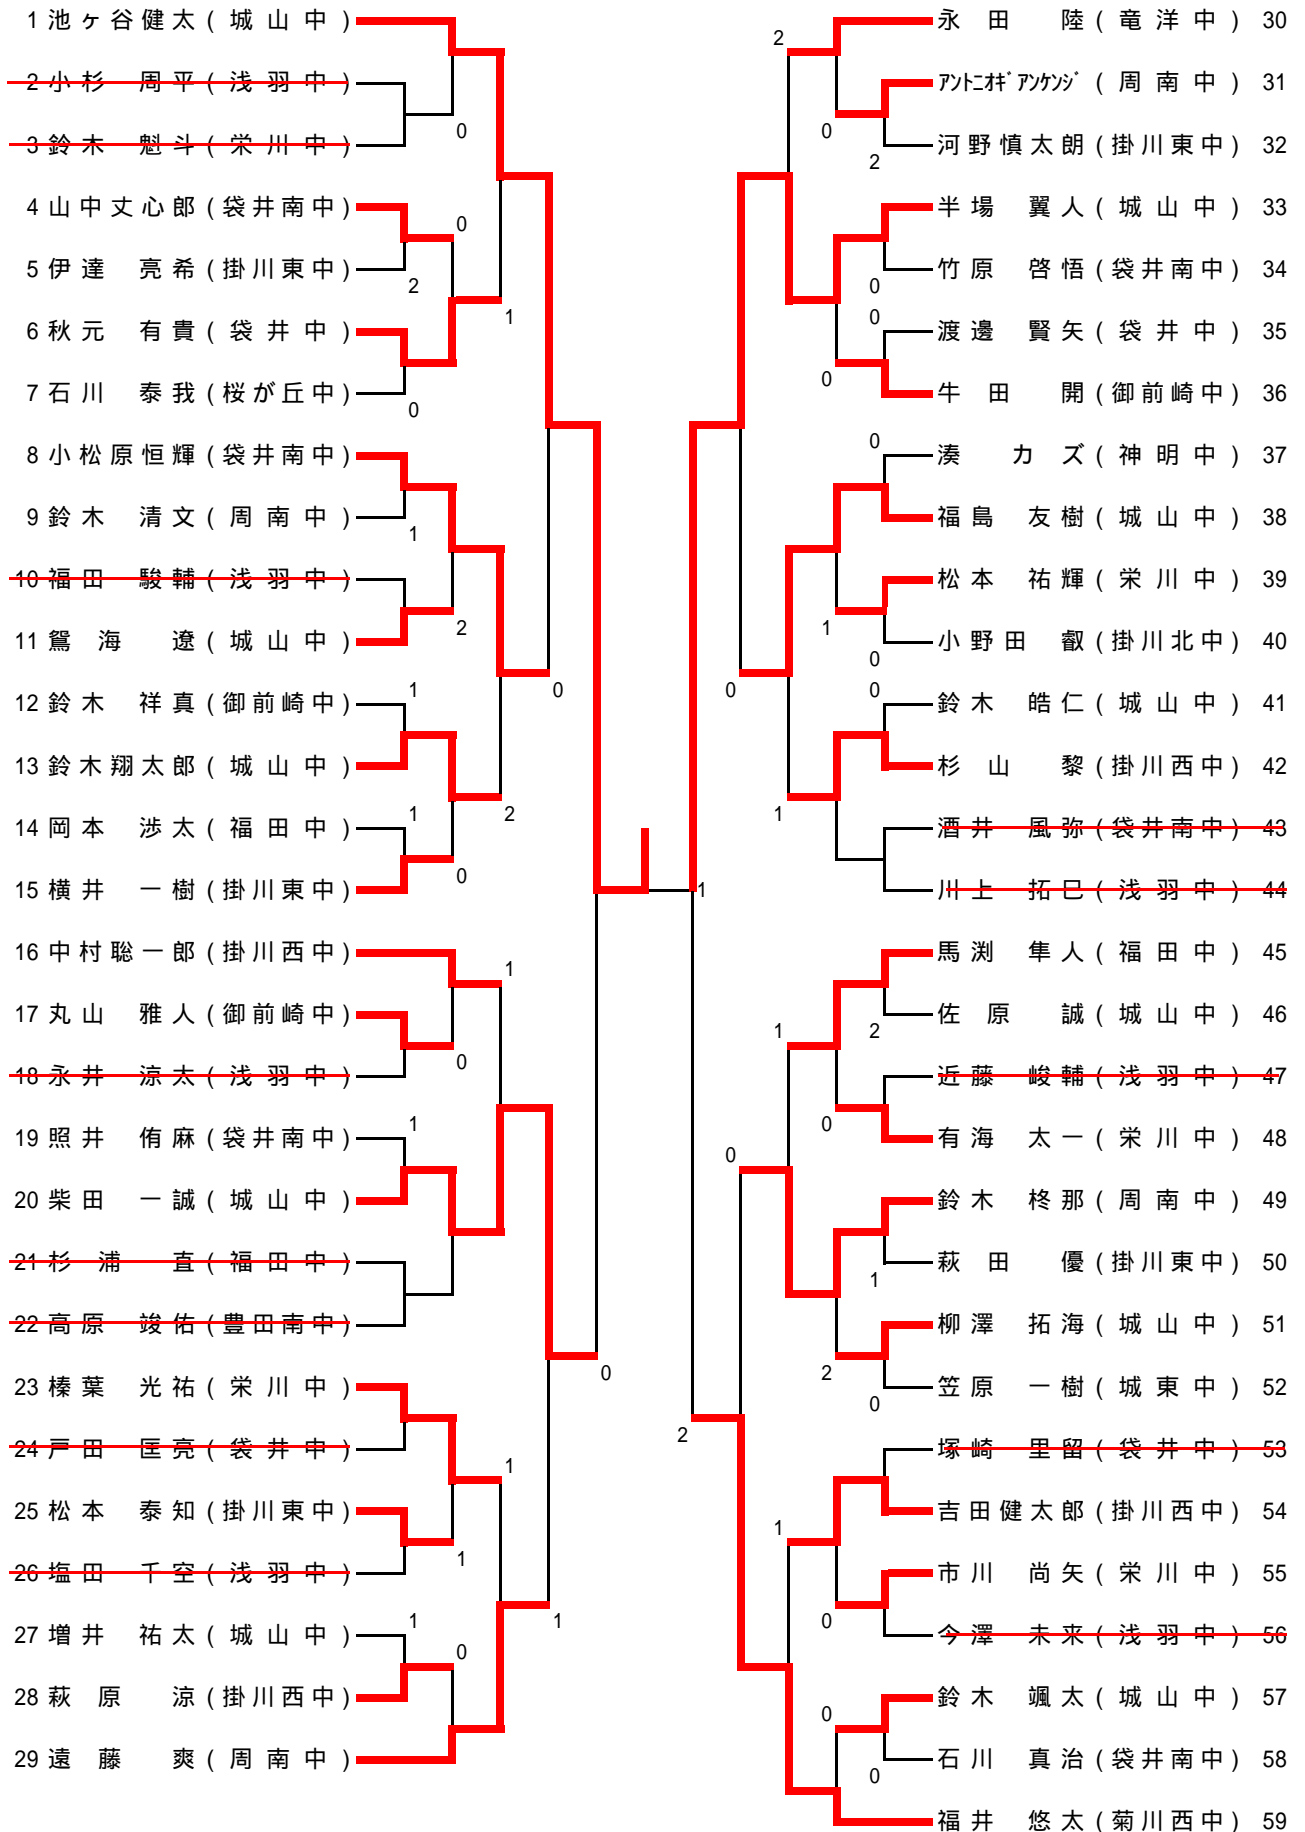 1 池ヶ谷健太 ( 城山中 )
2 小杉 周平 ( 浅羽中 )
3 鈴木 魁斗 ( 栄川中 )
4 山中丈心郎 ( 袋井南中 )
5 伊達 亮希 ( 掛川東中 )
6 秋元 有貴 ( 袋井中 )
7 石川 泰我 ( 桜が丘中 )
8 小松原恒輝 ( 袋井南中 )
9 鈴木 清文 ( 周南中 )
10 福田 駿輔 ( 浅羽中 )
11 鴛海 遼 ( 城山中 )
12 鈴木 祥真 ( 御前崎中 )
13 鈴木翔太郎 ( 城山中 )
14 岡本 渉太 ( 福田中 )
15 横井 一樹 ( 掛川東中 )
16 中村聡一郎 ( 掛川西中 )
17 丸山 雅人 ( 御前崎中 )
18 永井 涼太 ( 浅羽中 )
19 照井 侑麻 ( 袋井南中 )
20 柴田 一誠 ( 城山中 )
21 杉浦 直 ( 福田中 )
22 高原 竣佑 ( 豊田南中 )
23 榛葉 光祐 ( 栄川中 )
24 戸田 匡亮 ( 袋井中 )
25 松本 泰知 ( 掛川東中 )
26 塩田 千空 ( 浅羽中 )
27 増井 祐太 ( 城山中 )
28 萩原 涼 ( 掛川西中 )
29 遠藤 爽 ( 周南中 )
0
0
2
0
1
1
2
1
1
0
2
0
1
0
1
1
1
1
0
1
0
1
2
0
2
0
0
0
0
1
0
0
0
1
2
1
0
0
1
2
0
2
1
0
0
0
永田 陸 ( 竜洋中 ) 30
アントニオギアンケンジ ( 周南中 ) 31
河野慎太朗 ( 掛川東中 ) 32
半場 翼人 ( 城山中 ) 33
竹原 啓悟 ( 袋井南中 ) 34
渡邊 賢矢 ( 袋井中 ) 35
牛田 開 ( 御前崎中 ) 36
湊 カズ ( 神明中 ) 37
福島 友樹 ( 城山中 ) 38
松本 祐輝 ( 栄川中 ) 39
小野田 叡 ( 掛川北中 ) 40
鈴木 皓仁 ( 城山中 ) 41
杉山 黎 ( 掛川西中 ) 42
酒井 風弥 ( 袋井南中 ) 43
川上 拓巳 ( 浅羽中 ) 44
馬渕 隼人 ( 福田中 ) 45
佐原 誠 ( 城山中 ) 46
近藤 峻輔 ( 浅羽中 ) 47
有海 太一 ( 栄川中 ) 48
鈴木 柊那 ( 周南中 ) 49
萩田 優 ( 掛川東中 ) 50
柳澤 拓海 ( 城山中 ) 51
笠原 一樹 ( 城東中 ) 52
塚崎 里留 ( 袋井中 ) 53
吉田健太郎 ( 掛川西中 ) 54
市川 尚矢 ( 栄川中 ) 55
今澤 未来 ( 浅羽中 ) 56
鈴木 颯太 ( 城山中 ) 57
石川 真治 ( 袋井南中 ) 58
福井 悠太 ( 菊川西中 ) 59